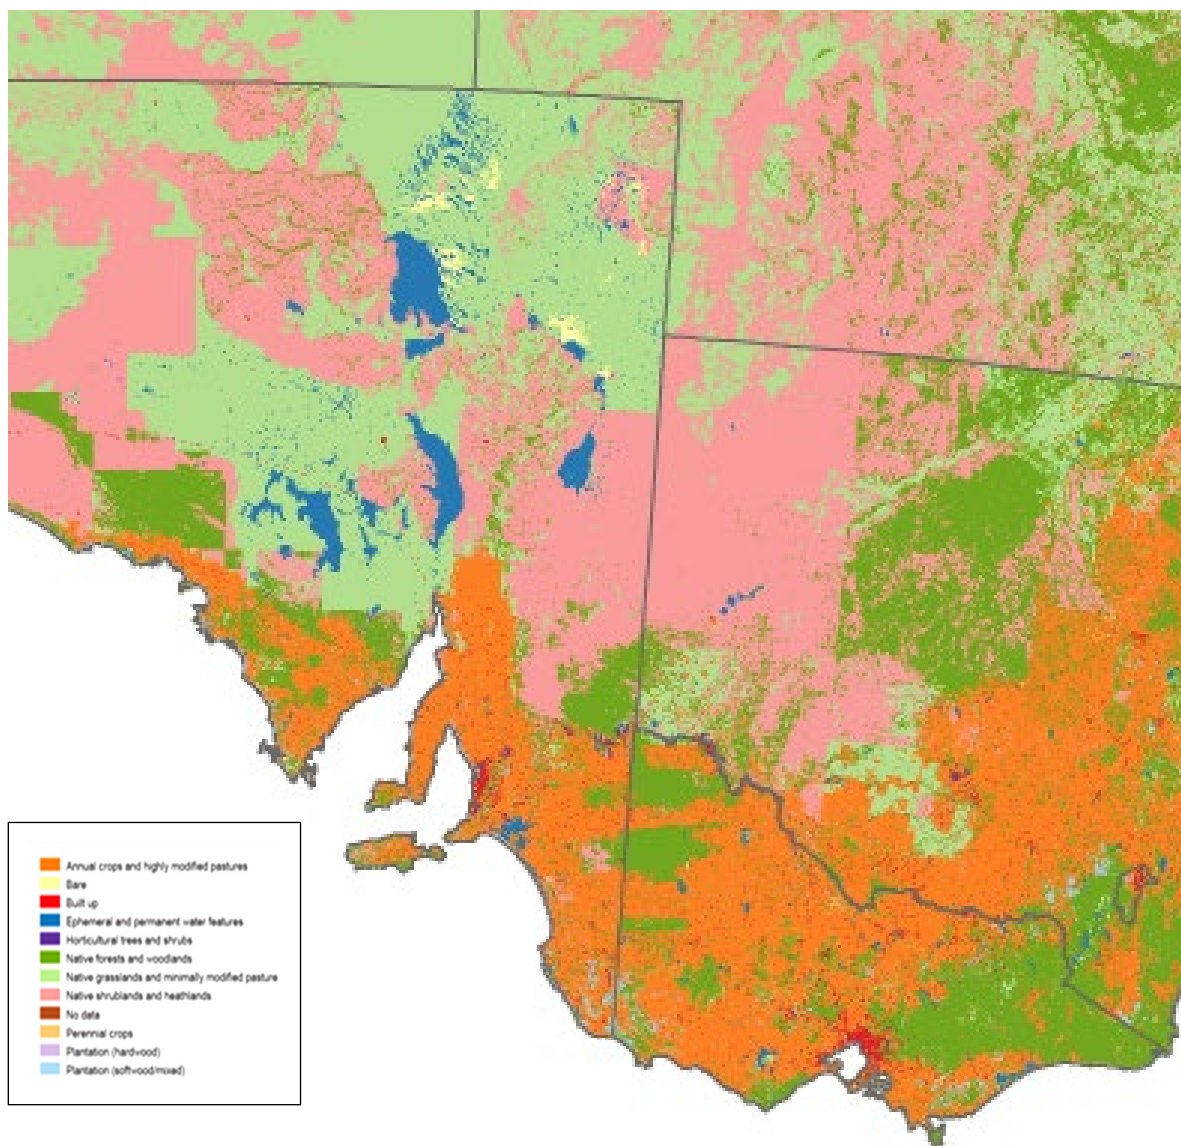 Annual crops and highly modified pastures
Bare
Built up
Ephemeral and permanent water features
Horticultural trees and shrubs
Native forests and woodlands
Native grasslands and minimally modified pasture
Native shrublands and heathlands
No data
Perennial crops
Plantation (hardwood)
Plantation (softwood/mixed)